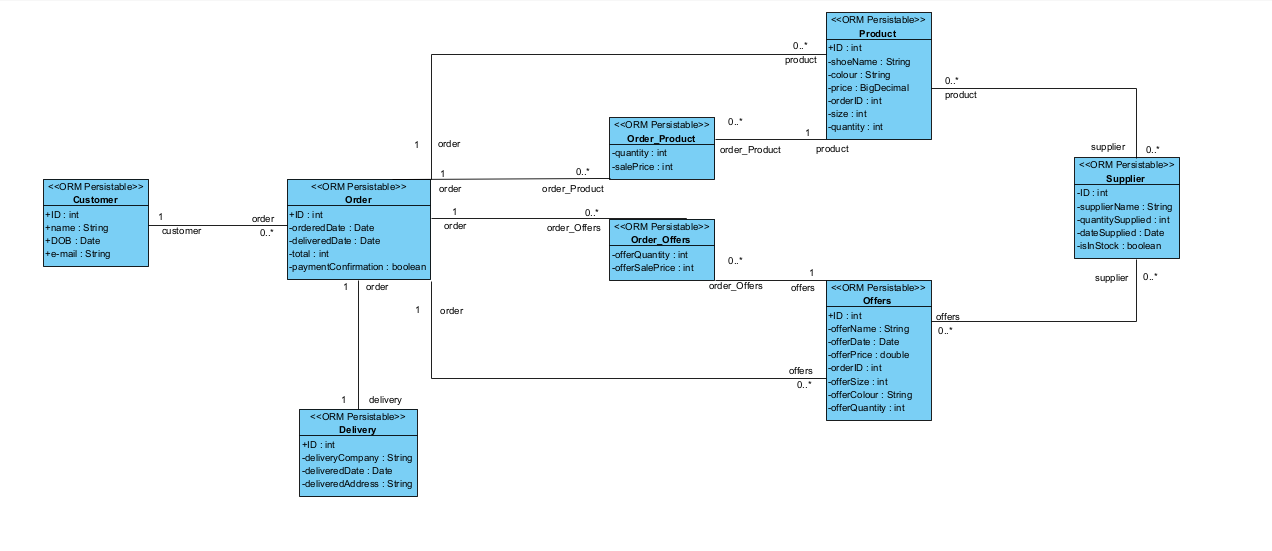 <<ORM Persistable>>
Product
+ID : int
-shoeName : String
-colour : String
-price : BigDecimal
-orderID : int
-size : int
-quantity : int
0..*
product
0..*
product
<<ORM Persistable>>
Order_Product
-quantity : int
-salePrice : int
0..*
order_Product
1
product
1
order
supplier
0..*
<<ORM Persistable>>
Supplier
-ID : int
-supplierName : String
-quantitySupplied : int
-dateSupplied : Date
-isInStock : boolean
1
order
0..*
order_Product
<<ORM Persistable>>
Customer
+ID : int
+name : String
+DOB : Date
+e-mail : String
1
customer
order
0..*
<<ORM Persistable>>
Order
+ID : int
-orderedDate : Date
-deliveredDate : Date
-total : int
-paymentConfirmation : boolean
1
order
0..*
order_Offers
<<ORM Persistable>>
Order_Offers
-offerQuantity : int
-offerSalePrice : int
0..*
order_Offers
1
offers
supplier
0..*
<<ORM Persistable>>
Offers
+ID : int
-offerName : String
-offerDate : Date
-offerPrice : double
-orderID : int
-offerSize : int
-offerColour : String
-offerQuantity : int
offers
0..*
1
order
1
order
offers
0..*
1
delivery
<<ORM Persistable>>
Delivery
+ID : int
-deliveryCompany : String
-deliveredDate : Date
-deliveredAddress : String